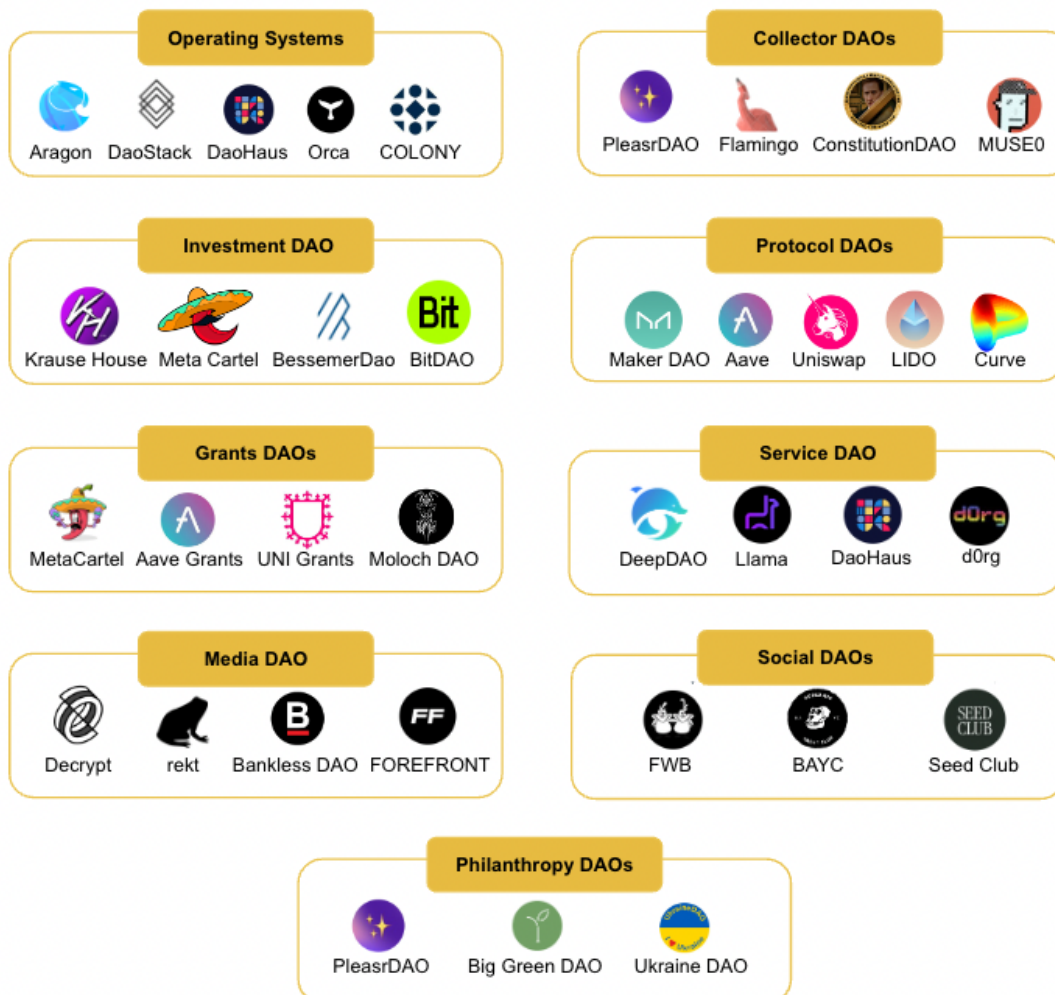 Operating Systems
Aragon DaoStack DaoHaus Orca COLONY
Collector DAOs
PleasrDAO Flamingo ConstitutionDAO MUSE0
Investment DAO
KH Bit
Krause House Meta Cartel BessemerDao BitDAO
Protocol DAOs
Maker DAO Aave Uniswap LIDO Curve
Grants DAOs
MetaCartel Aave Grants UNI Grants Moloch DAO
Service DAO
d0rg
DeepDAO Llama DaoHaus d0rg
Media DAO
B FF
Decrypt rekt Bankless DAO FOREFRONT
Social DAOs
SEED
CLUB
FWB BAYC Seed Club
Philanthropy DAOs
UkraineDAO
I ❤ Ukraine
PleasrDAO Big Green DAO Ukraine DAO